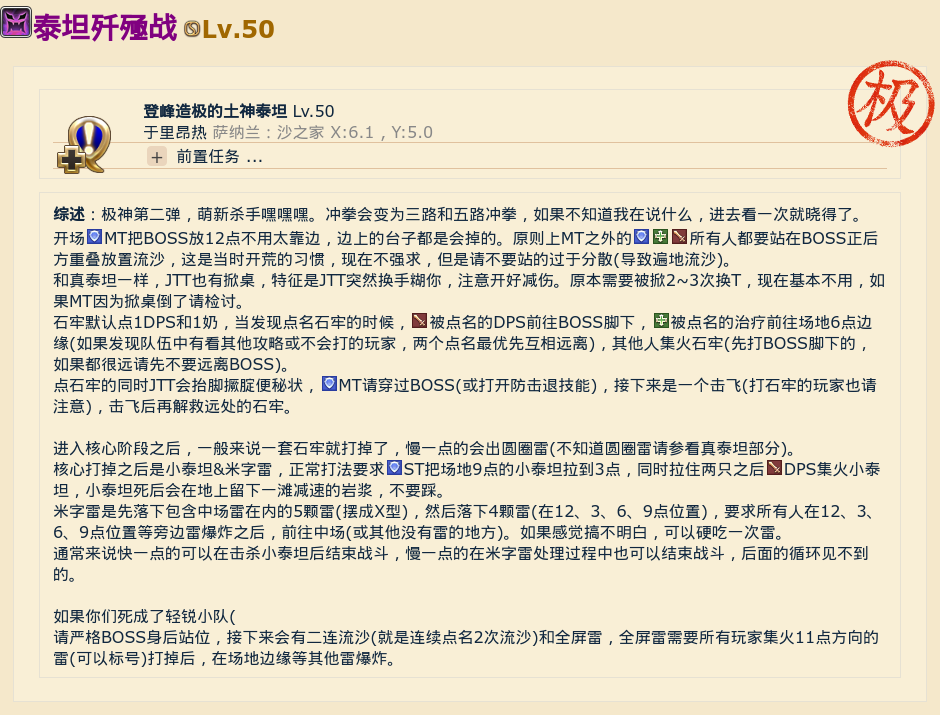 泰坦歼殛战 Lv.50
极
登峰造极的土神泰坦 Lv.50
于里昂热 萨纳兰：沙之家 X:6.1，Y:5.0
+ 前置任务 ...
综述：极神第二弹，萌新杀手嘿嘿嘿。冲拳会变为三路和五路冲拳，如果不知道我在说什么，进去看一次就晓得了。
开场MT把BOSS放12点不用太靠边，边上的台子都是会掉的。原则上MT之外的所有人都要站在BOSS正后
方重叠放置流沙，这是当时开荒的习惯，现在不强求，但是请不要站的过于分散(导致遍地流沙)。
和真泰坦一样，JTT也有掀桌，特征是JTT突然换手糊你，注意开好减伤。原本需要被掀2~3次换T，现在基本不用，如
果MT因为掀桌倒了请检讨。
石牢默认点1DPS和1奶，当发现点名石牢的时候，被点名的DPS前往BOSS脚下，被点名的治疗前往场地6点边
缘(如果发现队伍中有看其他攻略或不会打的玩家，两个点名最优先互相远离)，其他人集火石牢(先打BOSS脚下的，
如果都很远请先不要远离BOSS)。
点石牢的同时JTT会抬脚撅腚便秘状，MT请穿过BOSS(或打开防击退技能)，接下来是一个击飞(打石牢的玩家也请
注意)，击飞后再解救远处的石牢。
进入核心阶段之后，一般来说一套石牢就打掉了，慢一点的会出圆圈雷(不知道圆圈雷请参看真泰坦部分)。
核心打掉之后是小泰坦&米字雷，正常打法要求ST把场地9点的小泰坦拉到3点，同时拉住两只之后DPS集火小泰
坦，小泰坦死后会在地上留下一滩减速的岩浆，不要踩。
米字雷是先落下包含中场雷在内的5颗雷(摆成X型)，然后落下4颗雷(在12、3、6、9点位置)，要求所有人在12、3、
6、9点位置等旁边雷爆炸之后，前往中场(或其他没有雷的地方)。如果感觉搞不明白，可以硬吃一次雷。
通常来说快一点的可以在击杀小泰坦后结束战斗，慢一点的在米字雷处理过程中也可以结束战斗，后面的循环见不到
的。
如果你们死成了轻锐小队(
请严格BOSS身后站位，接下来会有二连流沙(就是连续点名2次流沙)和全屏雷，全屏雷需要所有玩家集火11点方向的
雷(可以标号)打掉后，在场地边缘等其他雷爆炸。